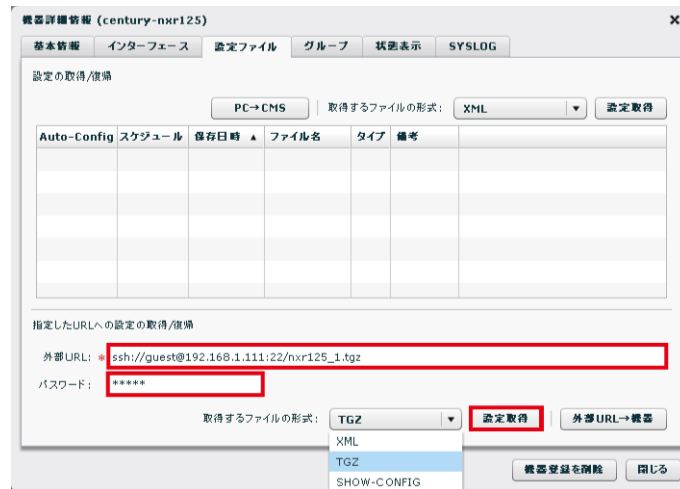 機器詳細情報 (century-nxr125) ×
基本情報 インターフェース 設定ファイル グループ 状態表示 SYSLOG
設定の取得/復帰
PC→CMS 取得するファイルの形式: XML ▼ 設定取得
Auto-Config スケジュール 保存日時 ▲ ファイル名 タイプ 備考
指定したURLへの設定の取得/復帰
外部URL: * ssh://guest@192.168.1.111:22/nxr125_1.tgz
パスワード: *****
取得するファイルの形式: TGZ ▼ 設定取得 外部URL→機器
XML
TGZ
SHOW-CONFIG
機器登録を削除 閉じる